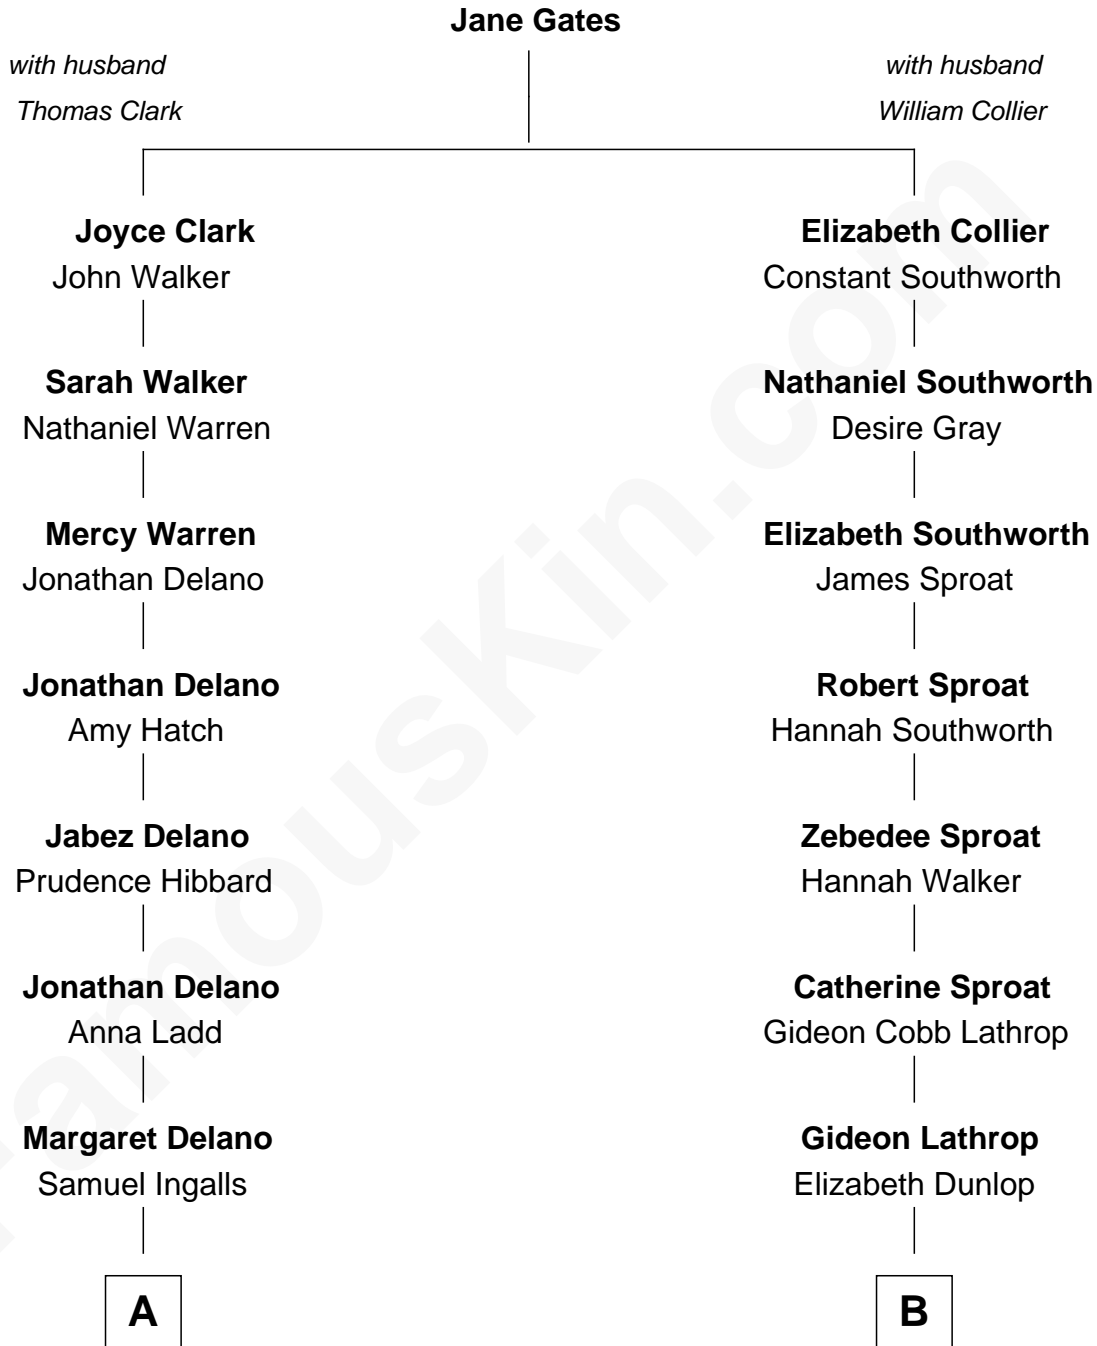 Jane Gates
with husband
Thomas Clark
with husband
William Collier
Joyce Clark
John Walker
Elizabeth Collier
Constant Southworth
Sarah Walker
Nathaniel Warren
Nathaniel Southworth
Desire Gray
Mercy Warren
Jonathan Delano
Elizabeth Southworth
James Sproat
Jonathan Delano
Amy Hatch
Robert Sproat
Hannah Southworth
Jabez Delano
Prudence Hibbard
Zebedee Sproat
Hannah Walker
Jonathan Delano
Anna Ladd
Catherine Sproat
Gideon Cobb Lathrop
Margaret Delano
Samuel Ingalls
Gideon Lathrop
Elizabeth Dunlop
A
B
FamousKin.com